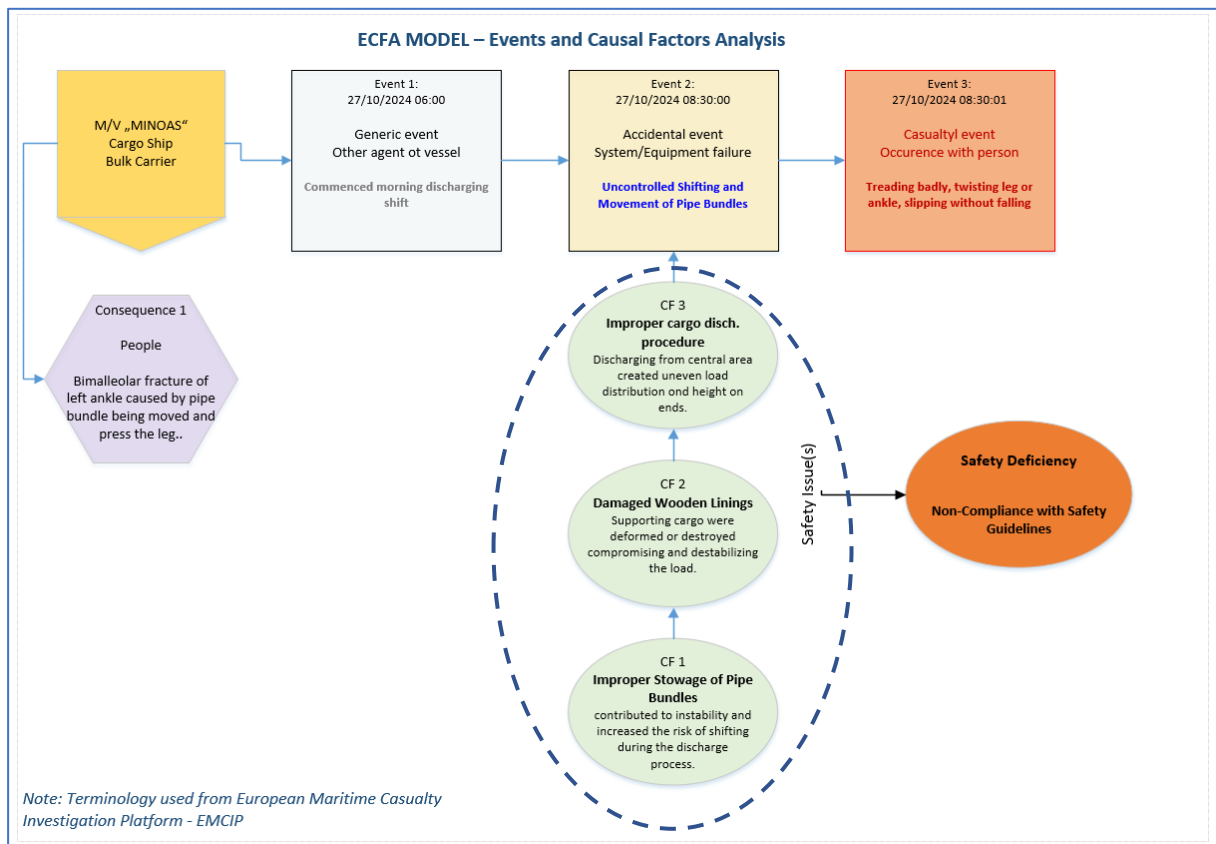 ECFA MODEL – Events and Causal Factors Analysis
M/V „MINOAS“
Cargo Ship
Bulk Carrier
Event 1:
27/10/2024 06:00
Generic event
Other agent ot vessel
Commenced morning discharging
shift
Event 2:
27/10/2024 08:30:00
Accidental event
System/Equipment failure
Uncontrolled Shifting and
Movement of Pipe Bundles
Event 3:
27/10/2024 08:30:01
Casualtyl event
Occurence with person
Treading badly, twisting leg or
ankle, slipping without falling
Consequence 1
People
Bimalleolar fracture of
left ankle caused by pipe
bundle being moved and
press the leg..
CF 3
Improper cargo disch.
procedure
Discharging from central area
created uneven load
distribution ond height on
ends.
CF 2
Damaged Wooden Linings
Supporting cargo were
deformed or destroyed
compromising and destabilizing
the load.
CF 1
Improper Stowage of Pipe
Bundles
contributed to instability and
increased the risk of shifting
during the discharge
process.
Safety Issue(s)
Safety Deficiency
Non-Compliance with Safety
Guidelines
Note: Terminology used from European Maritime Casualty
Investigation Platform - EMCIP